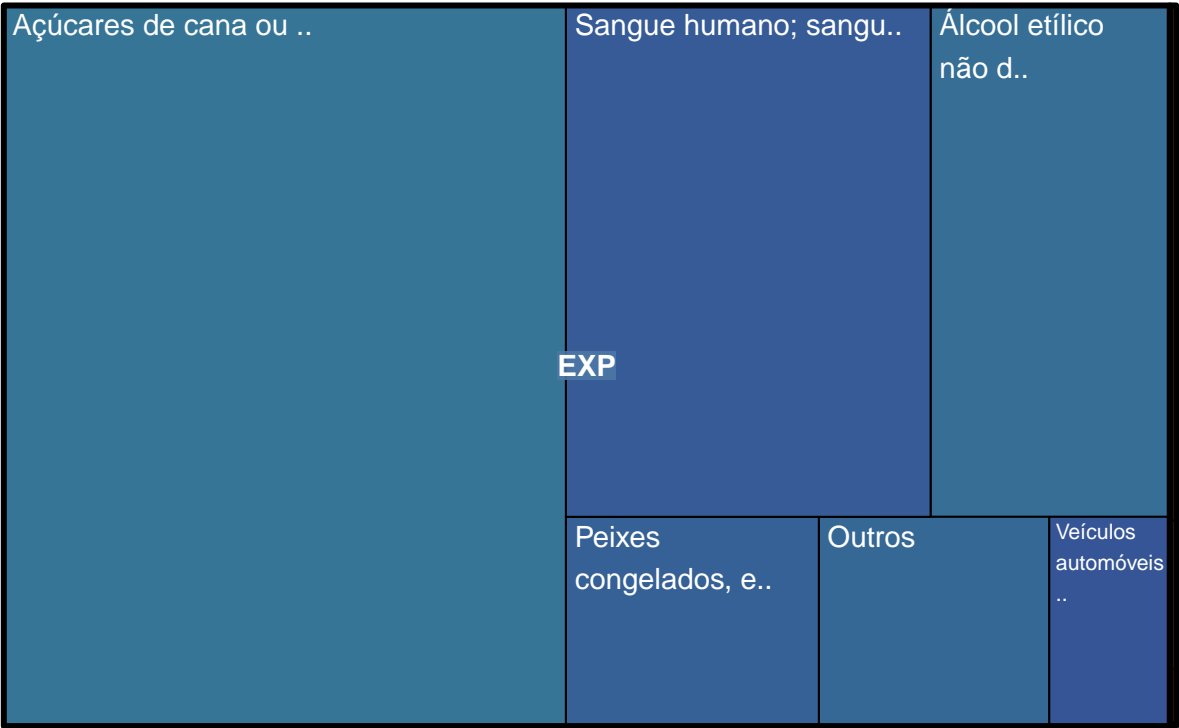 Açúcares de cana ou ..
Sangue humano; sangu..
Álcool etílico
não d..
EXP
Peixes
congelados, e..
Outros
Veículos
automóveis
..